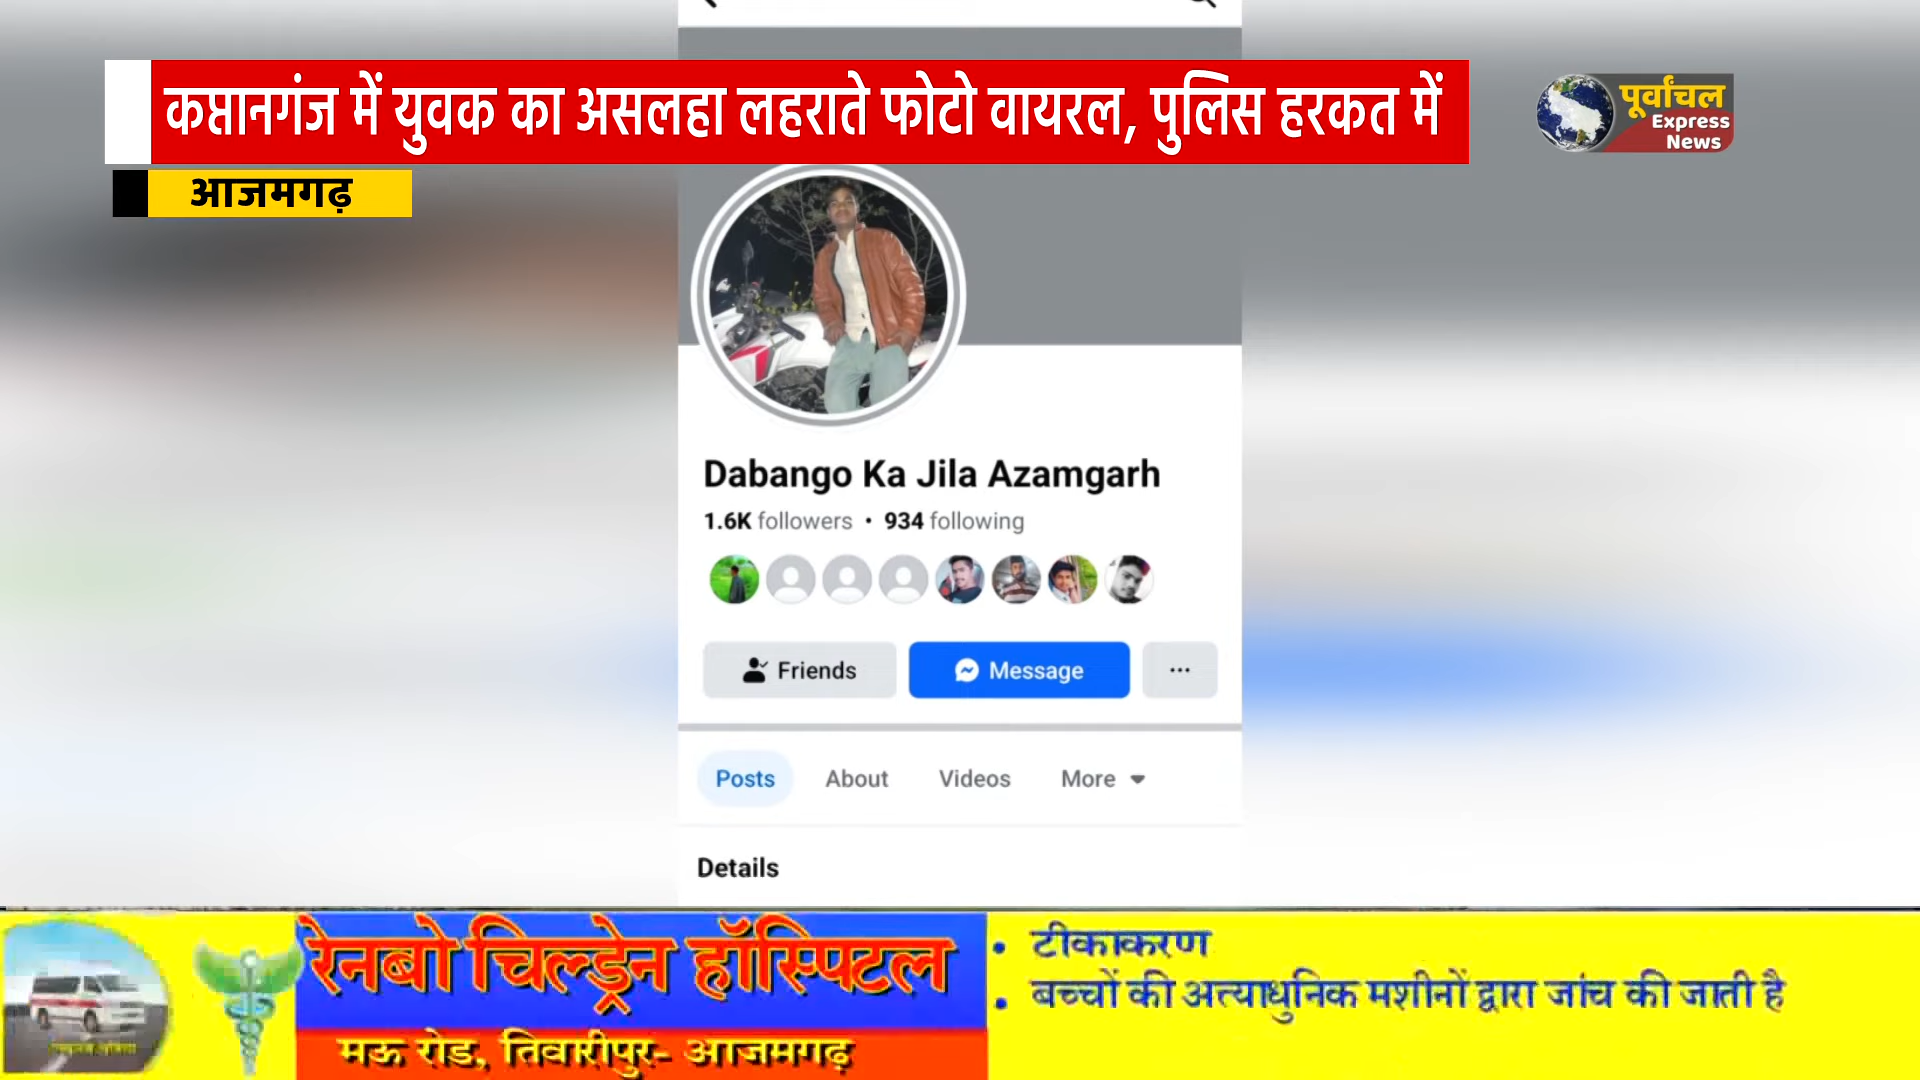 कप्तानगंज में युवक का असलहा लहराते फोटो वायरल, पुलिस हरकत में
पूर्वांचल
Express
News
आजमगढ़
Dabango Ka Jila Azamgarh
1.6K followers • 934 following
Friends
Message
Posts About Videos More
Details
रेनबो चिल्ड्रेन हॉस्पिटल
मऊ रोड, तिवारीपुर- आजमगढ़
• टीकाकरण
• बच्चों की अत्याधुनिक मशीनों द्वारा जांच की जाती है